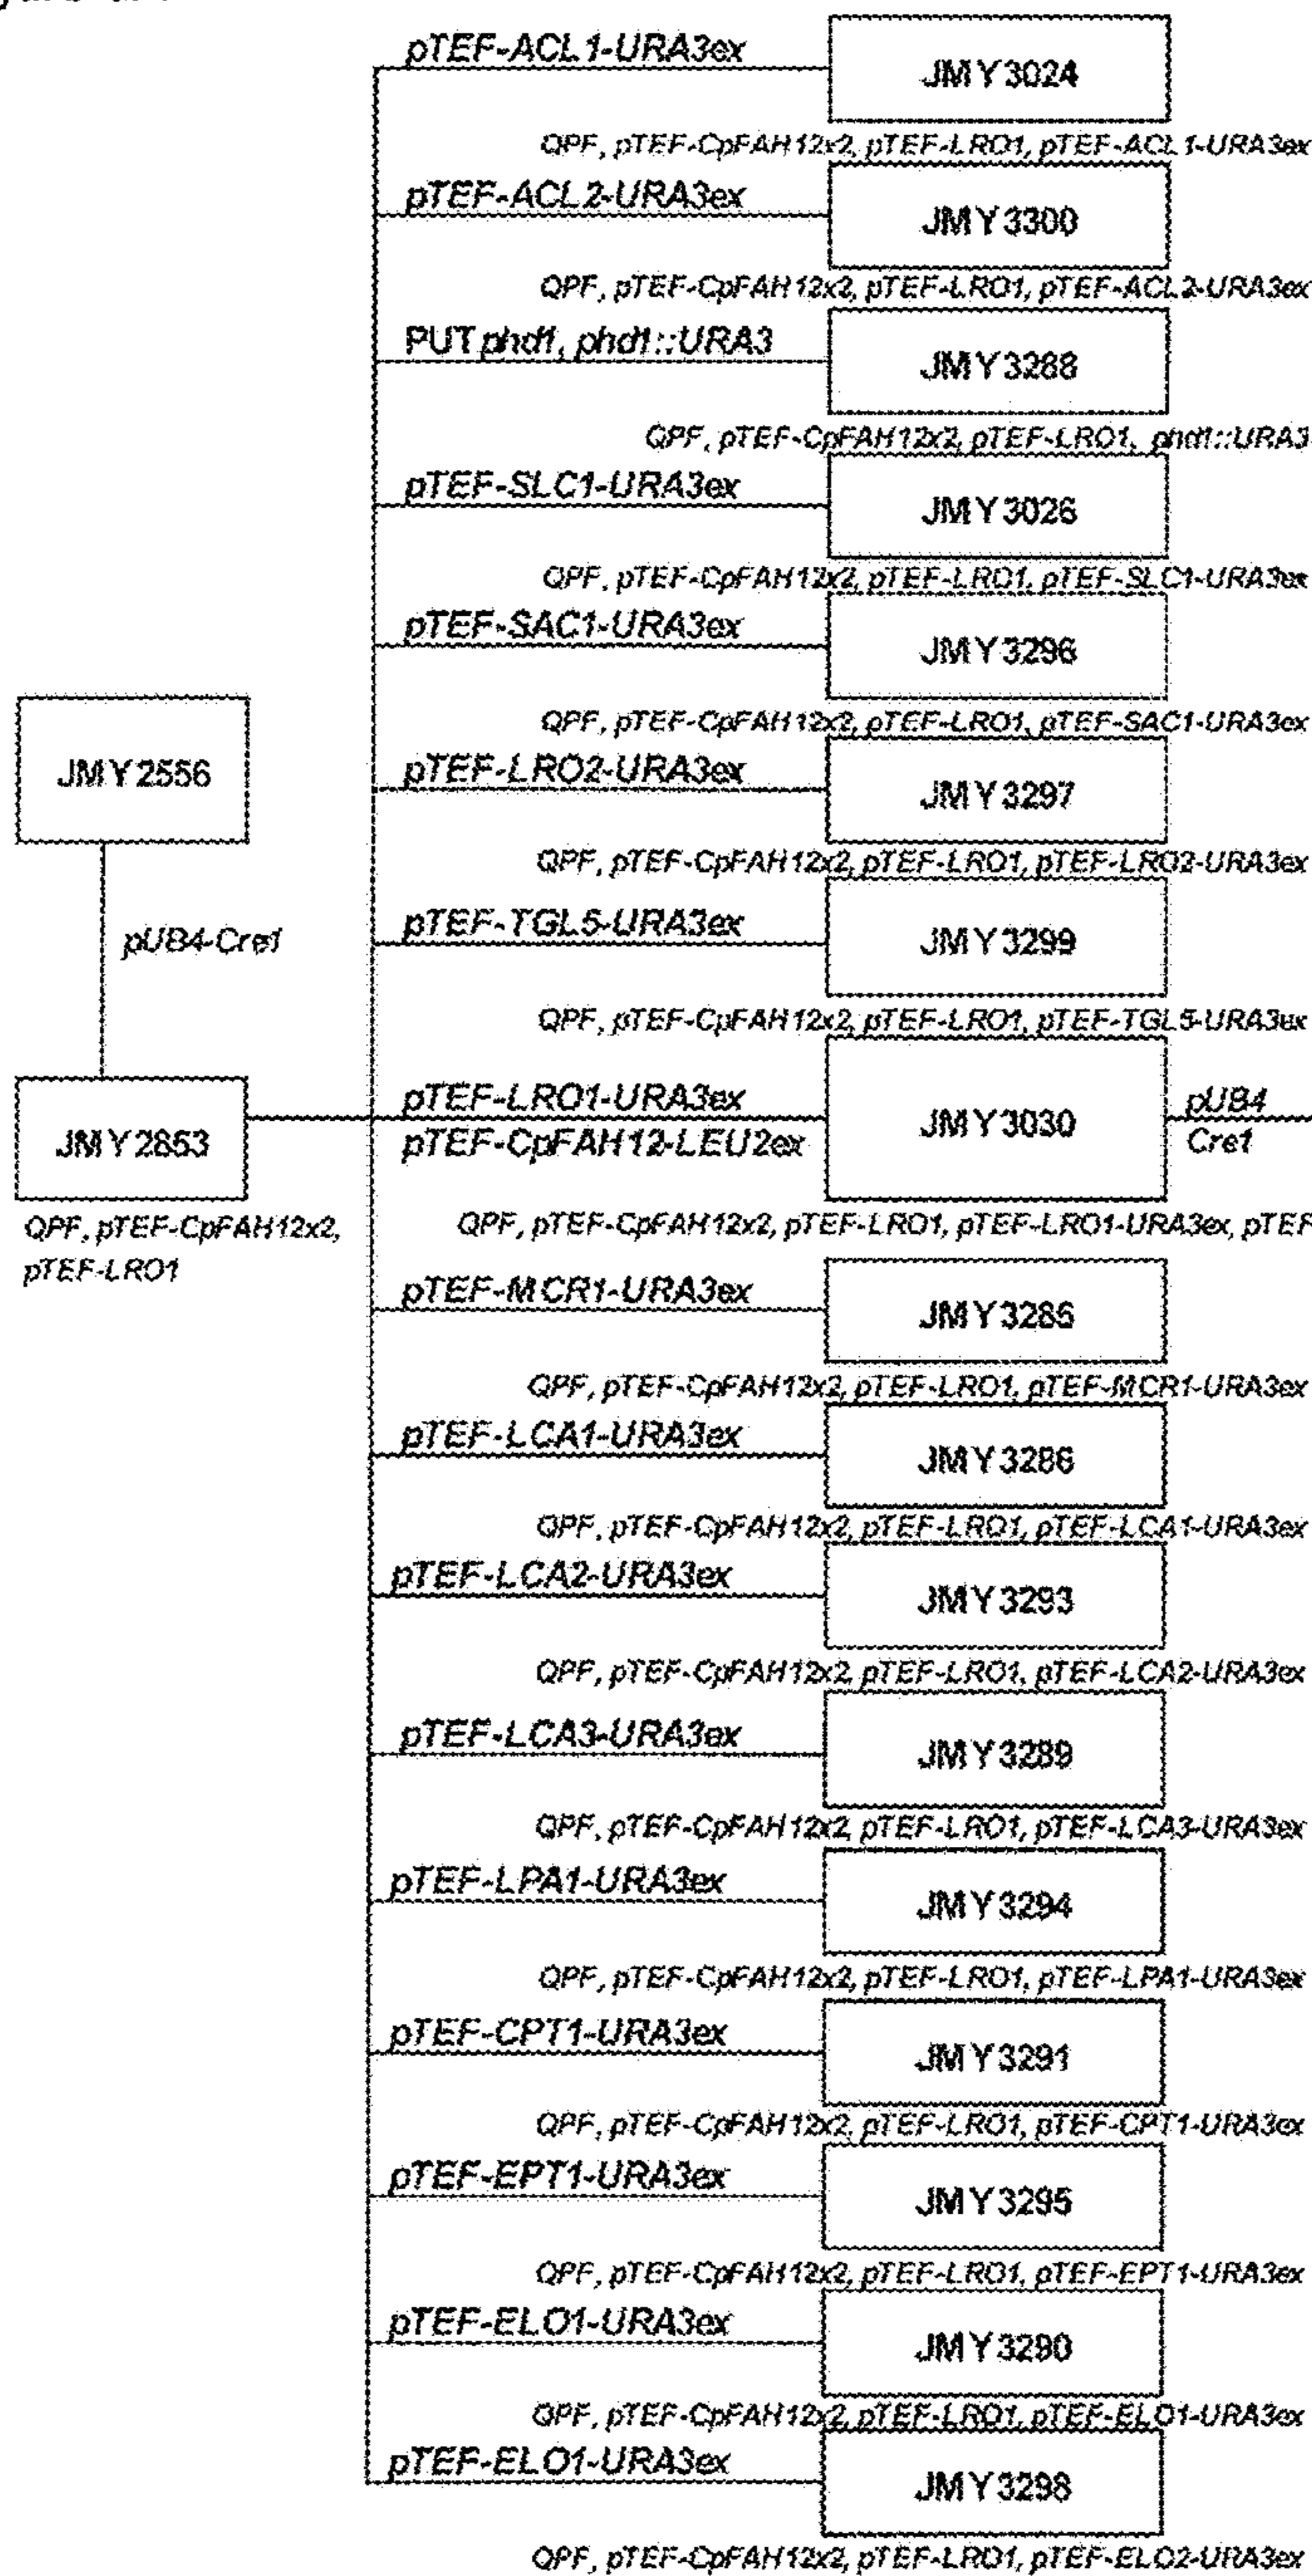 pTEF-ACL1-URA3ex
JMY3024
QPF, pTEF-CpFAH12x2, pTEF-LRO1, pTEF-ACL1-URA3ex
pTEF-ACL2-URA3ex
JMY3300
QPF, pTEF-CpFAH12x2, pTEF-LRO1, pTEF-ACL2-URA3ex
PUT phd1, phd1::URA3
JMY3288
QPF, pTEF-CpFAH12x2, pTEF-LRO1, phd1::URA3
pTEF-SLC1-URA3ex
JMY3026
QPF, pTEF-CpFAH12x2, pTEF-LRO1, pTEF-SLC1-URA3ex
pTEF-SAC1-URA3ex
JMY3296
QPF, pTEF-CpFAH12x2, pTEF-LRO1, pTEF-SAC1-URA3ex
JMY2556
pTEF-LRO2-URA3ex
JMY3297
QPF, pTEF-CpFAH12x2, pTEF-LRO1, pTEF-LRO2-URA3ex
pUB4-Cre1
pTEF-TGL5-URA3ex
JMY3299
QPF, pTEF-CpFAH12x2, pTEF-LRO1, pTEF-TGL5-URA3ex
JMY2853
pTEF-LRO1-URA3ex
pTEF-CpFAH12-LEU2ex
JMY3030
pUB4
Cre1
QPF, pTEF-CpFAH12x2,
pTEF-LRO1
QPF, pTEF-CpFAH12x2, pTEF-LRO1, pTEF-LRO1-URA3ex, pTEF
pTEF-MCR1-URA3ex
JMY3285
QPF, pTEF-CpFAH12x2, pTEF-LRO1, pTEF-MCR1-URA3ex
pTEF-LCA1-URA3ex
JMY3286
QPF, pTEF-CpFAH12x2, pTEF-LRO1, pTEF-LCA1-URA3ex
pTEF-LCA2-URA3ex
JMY3293
QPF, pTEF-CpFAH12x2, pTEF-LRO1, pTEF-LCA2-URA3ex
pTEF-LCA3-URA3ex
JMY3289
QPF, pTEF-CpFAH12x2, pTEF-LRO1, pTEF-LCA3-URA3ex
pTEF-LPA1-URA3ex
JMY3294
QPF, pTEF-CpFAH12x2, pTEF-LRO1, pTEF-LPA1-URA3ex
pTEF-CPT1-URA3ex
JMY3291
QPF, pTEF-CpFAH12x2, pTEF-LRO1, pTEF-CPT1-URA3ex
pTEF-EPT1-URA3ex
JMY3295
QPF, pTEF-CpFAH12x2, pTEF-LRO1, pTEF-EPT1-URA3ex
pTEF-ELO1-URA3ex
JMY3290
QPF, pTEF-CpFAH12x2, pTEF-LRO1, pTEF-ELO1-URA3ex
pTEF-ELO1-URA3ex
JMY3298
QPF, pTEF-CpFAH12x2, pTEF-LRO1, pTEF-ELO2-URA3ex